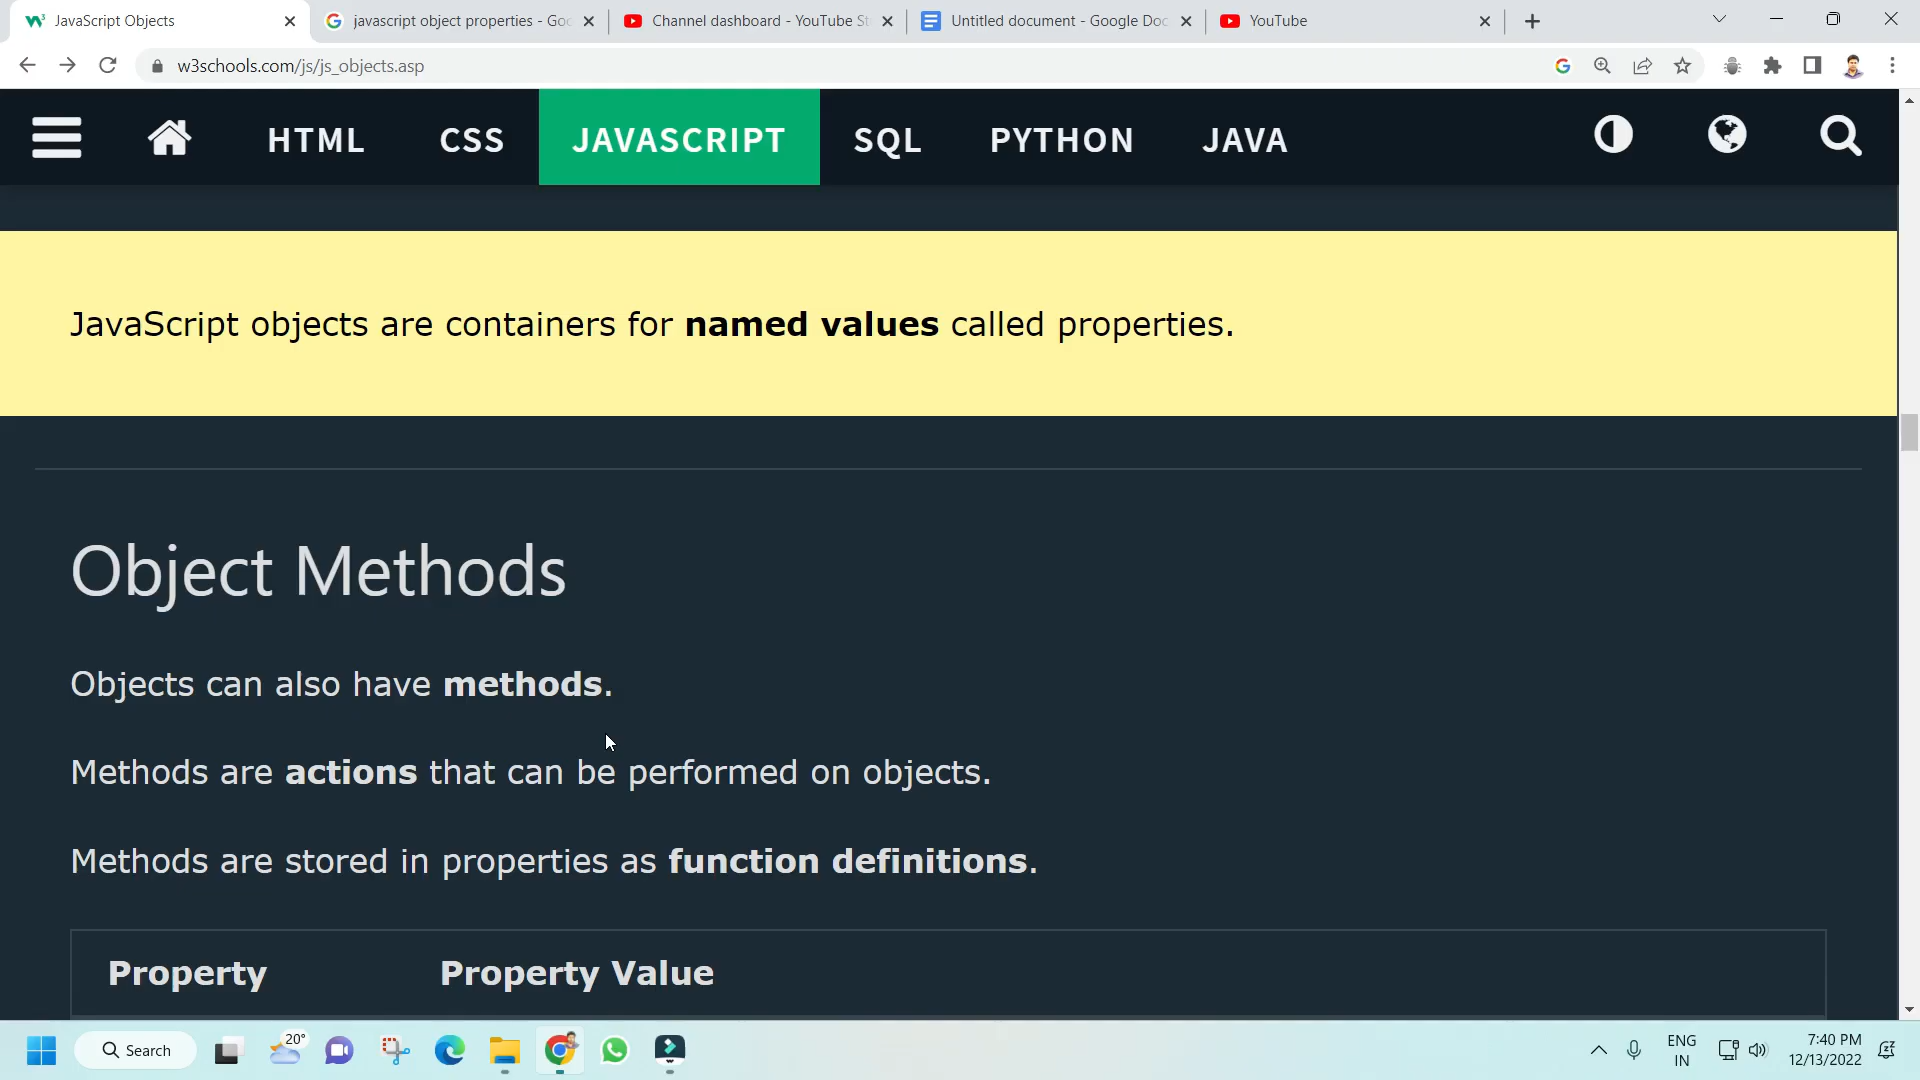 JavaScript Objects
javascript object properties - Goo
Channel dashboard - YouTube St
Untitled document - Google Doc
YouTube
w3schools.com/js/js_objects.asp
HTML CSS JAVASCRIPT SQL PYTHON JAVA
JavaScript objects are containers for named values called properties.
Object Methods
Objects can also have methods.
Methods are actions that can be performed on objects.
Methods are stored in properties as function definitions.
Property Property Value
20°
Search
ENG
IN
7:40 PM
12/13/2022